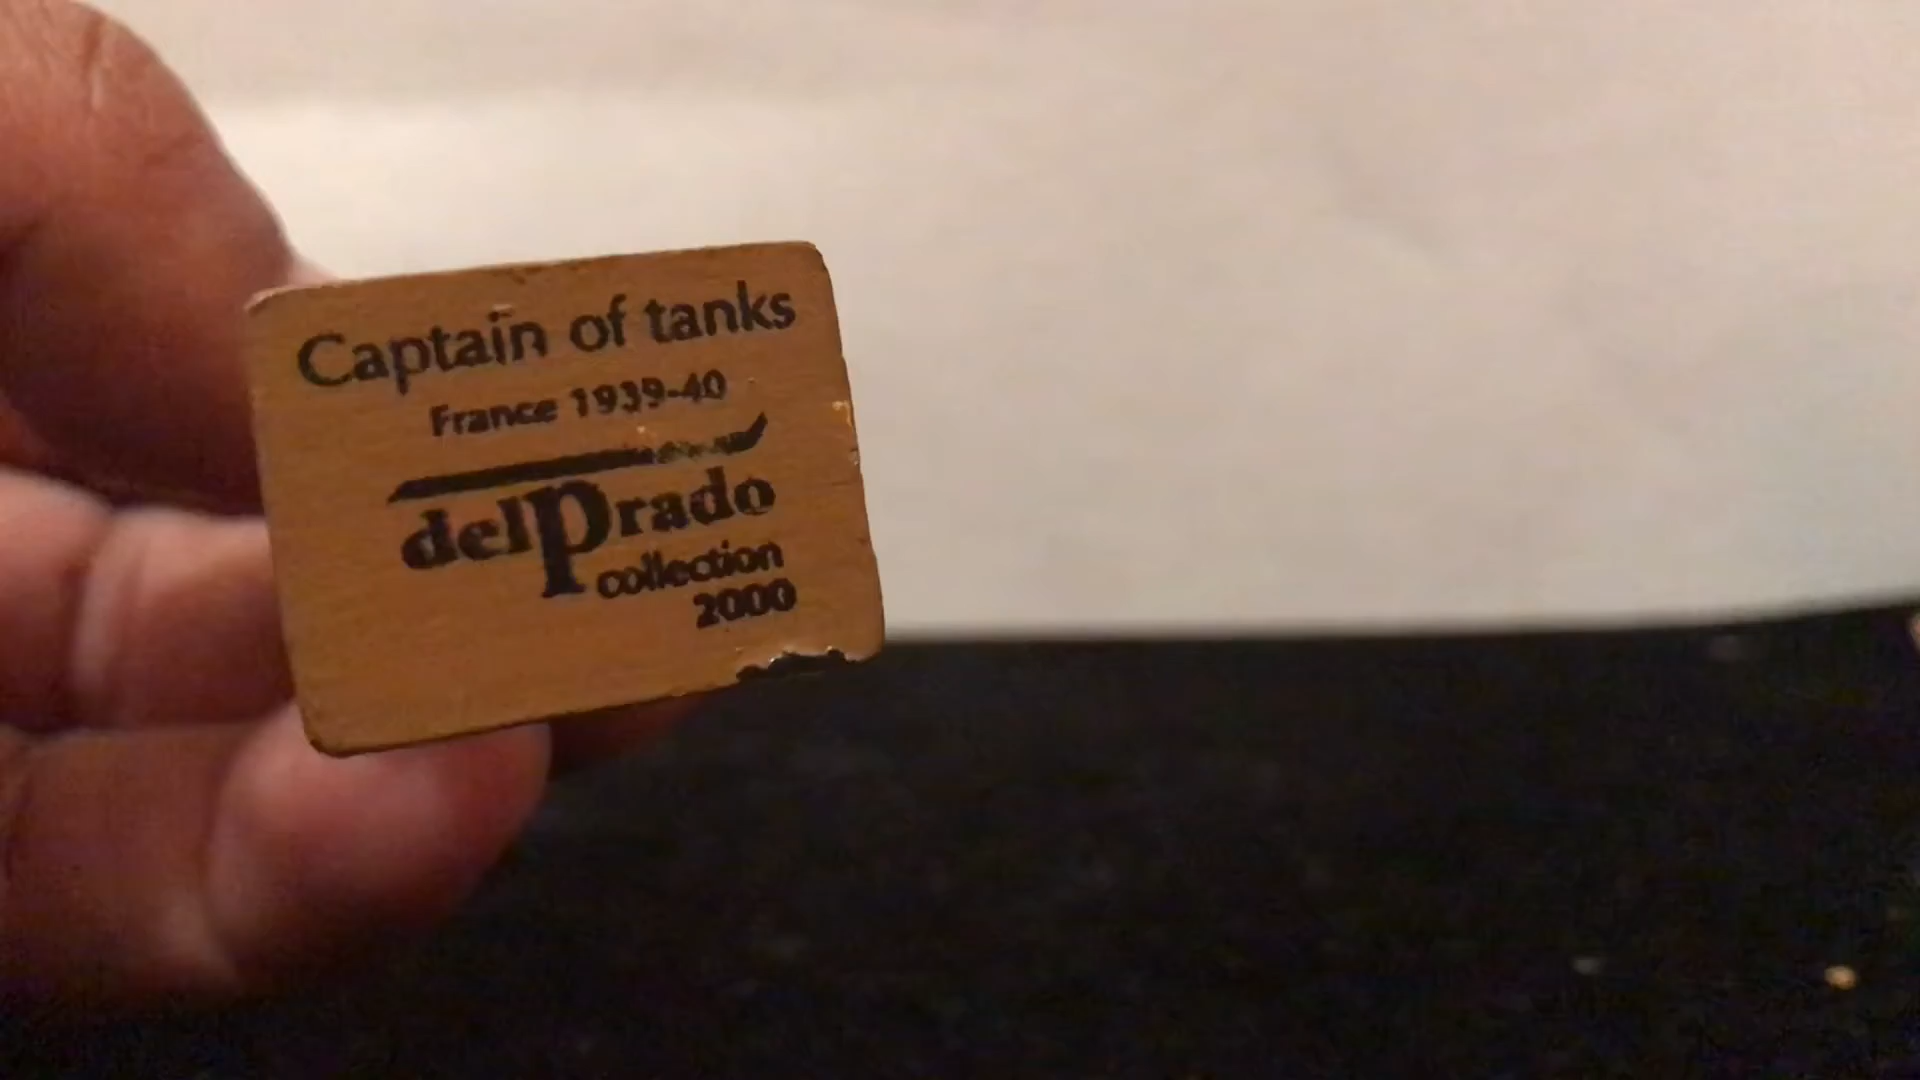 Captain of tanks
France 1939-40
delPrado
collection
2000